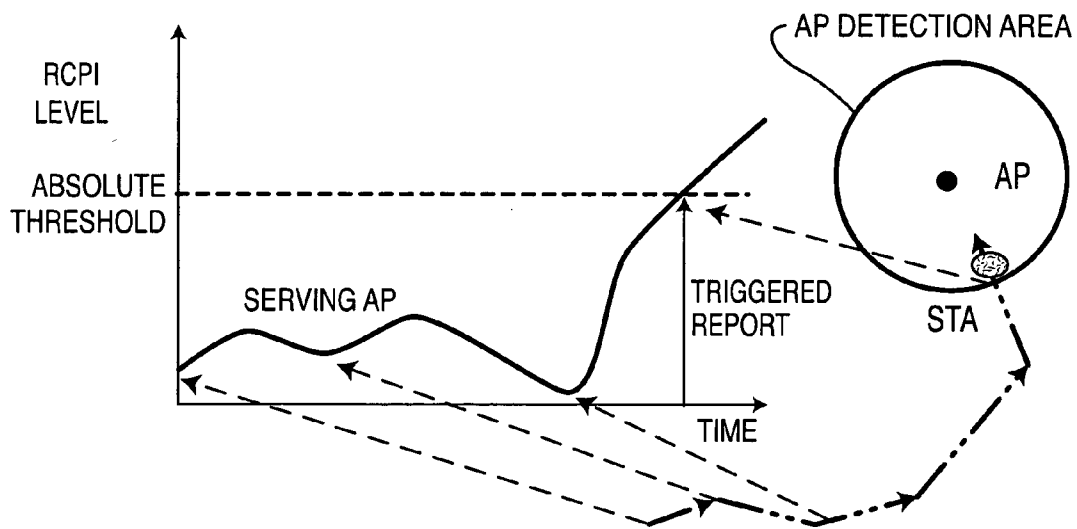 RCPI
LEVEL
ABSOLUTE
THRESHOLD
SERVING AP
TRIGGERED
REPORT
TIME
AP DETECTION AREA
AP
STA